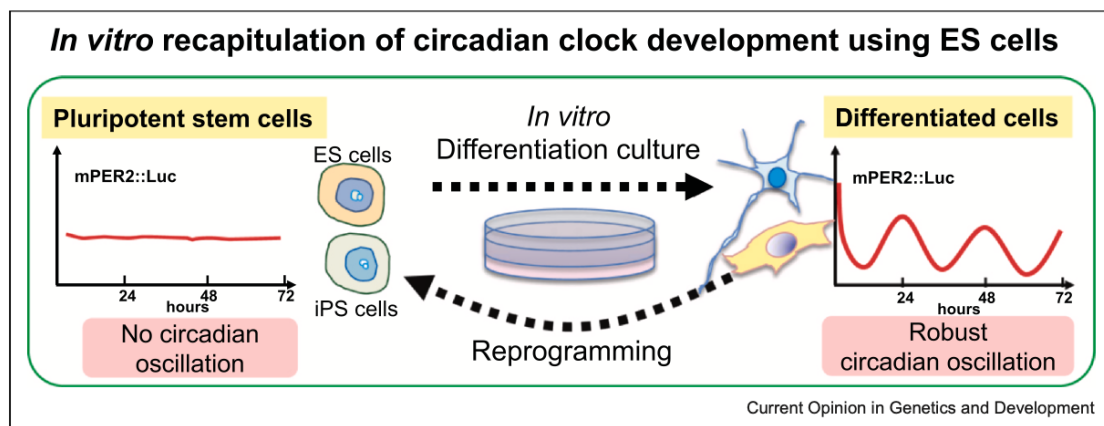 In vitro recapitulation of circadian clock development using ES cells
Pluripotent stem cells
mPER2::Luc
24
48
72
hours
No circadian
oscillation
ES cells
iPS cells
In vitro
Differentiation culture
Reprogramming
Differentiated cells
mPER2::Luc
24
48
72
hours
Robust
circadian oscillation
Current Opinion in Genetics and Development